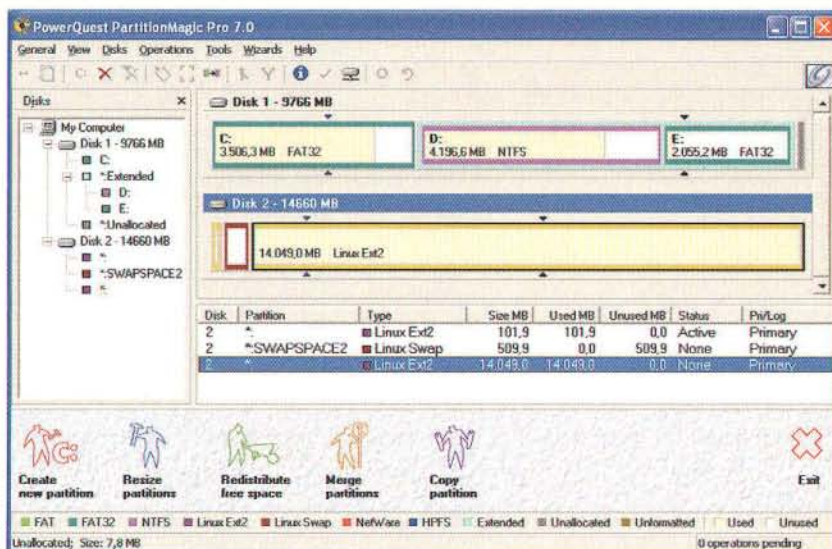 PowerQuest PartitionMagic Pro 7.0
General View Disks Operations Tools Wizards Help
Disks
My Computer
Disk 1 - 9766 MB
C:
*:Extended
D:
E:
*:Unallocated
Disk 2 - 14660 MB
*:
*:SWAPSPACE2
*:
Disk 1 - 9766 MB
C:
3.506,3 MB FAT32
D:
4.196,6 MB NTFS
E:
2.055,2 MB FAT32
Disk 2 - 14660 MB
14.049,0 MB Linux Ext2
Disk Partition Type Size MB Used MB Unused MB Status Pri/Log
2 *: Linux Ext2 101,9 101,9 0,0 Active Primary
2 *:SWAPSPACE2 Linux Swap 509,9 0,0 509,9 None Primary
2 *: Linux Ext2 14.049,0 14.049,0 0,0 None Primary
Create new partition
Resize partitions
Redistribute free space
Merge partitions
Copy partition
Exit
FAT FAT32 NTFS Linux Ext2 Linux Swap NetWare HPFS Extended Unallocated Unformatted Used Unused
Unallocated; Size: 7,8 MB
0 operations pending